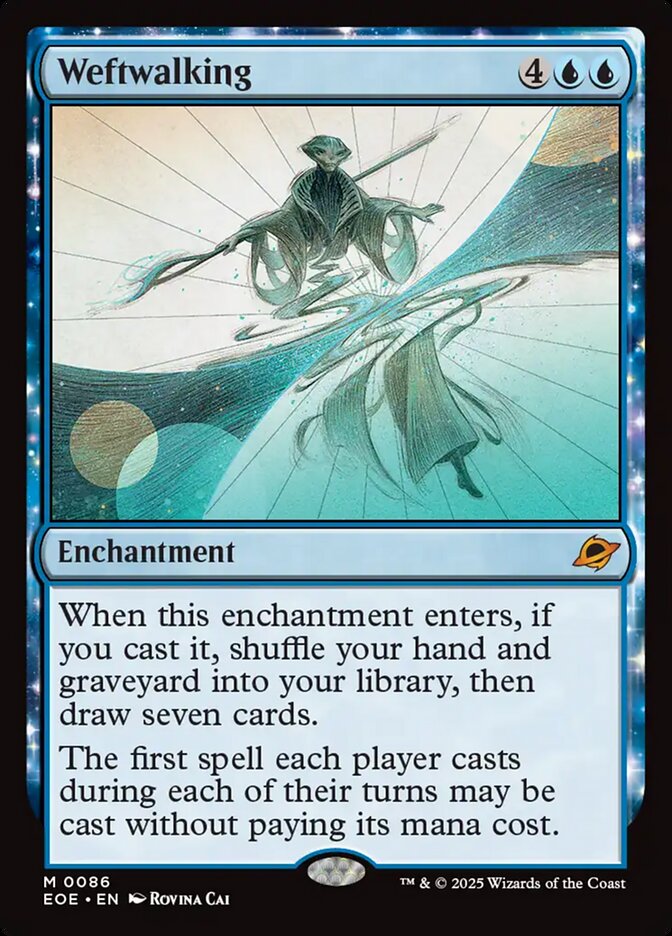 Weftwalking 4
Enchantment
When this enchantment enters, if
you cast it, shuffle your hand and
graveyard into your library, then
draw seven cards.
The first spell each player casts
during each of their turns may be
cast without paying its mana cost.
M 0086
EOE • EN Rovina Cai
™ & © 2025 Wizards of the Coast